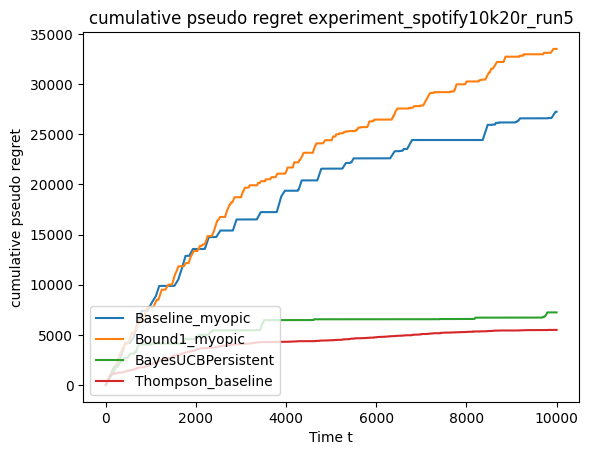 cumulative pseudo regret experiment_spotify10k20r_run5
35000
30000
25000
20000
15000
10000
5000
0
cumulative pseudo regret
Baseline_myopic
Bound1_myopic
BayesUCBPersistent
Thompson_baseline
0 2000 4000 6000 8000 10000
Time t